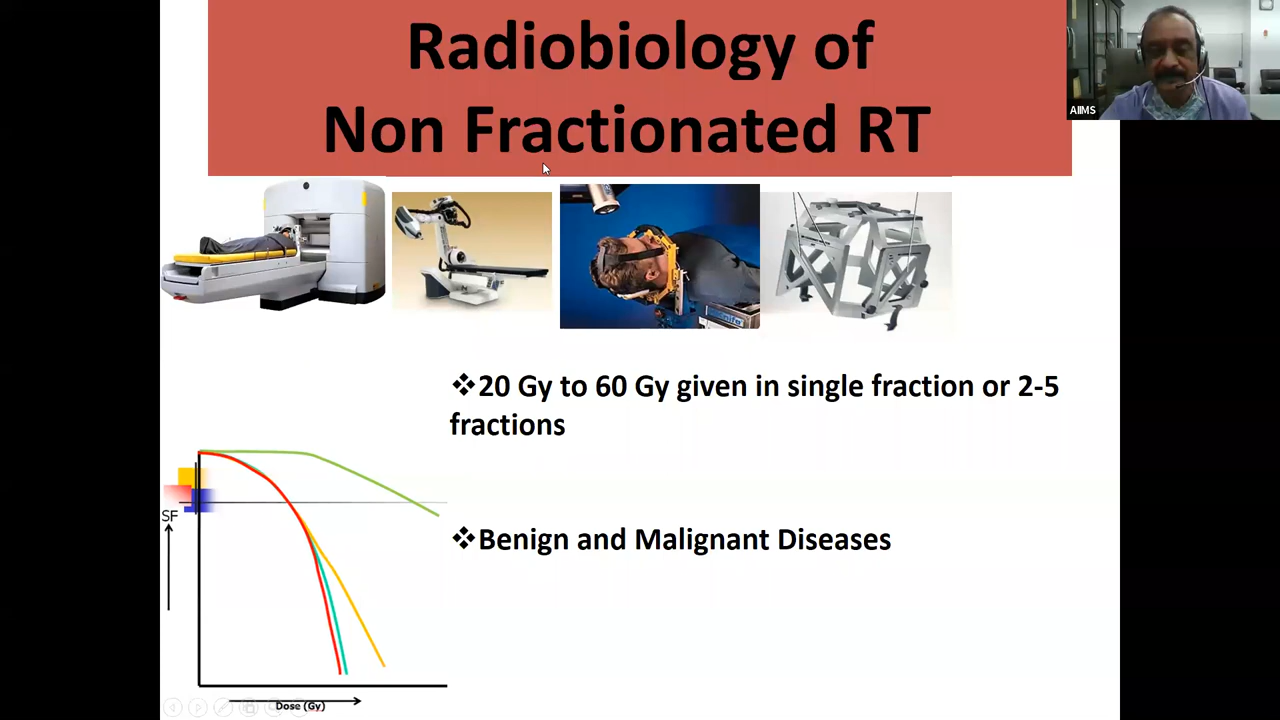 Radiobiology of
Non Fractionated RT
AIIMS
❖20 Gy to 60 Gy given in single fraction or 2-5
fractions
❖Benign and Malignant Diseases
SF
Dose (Gy)